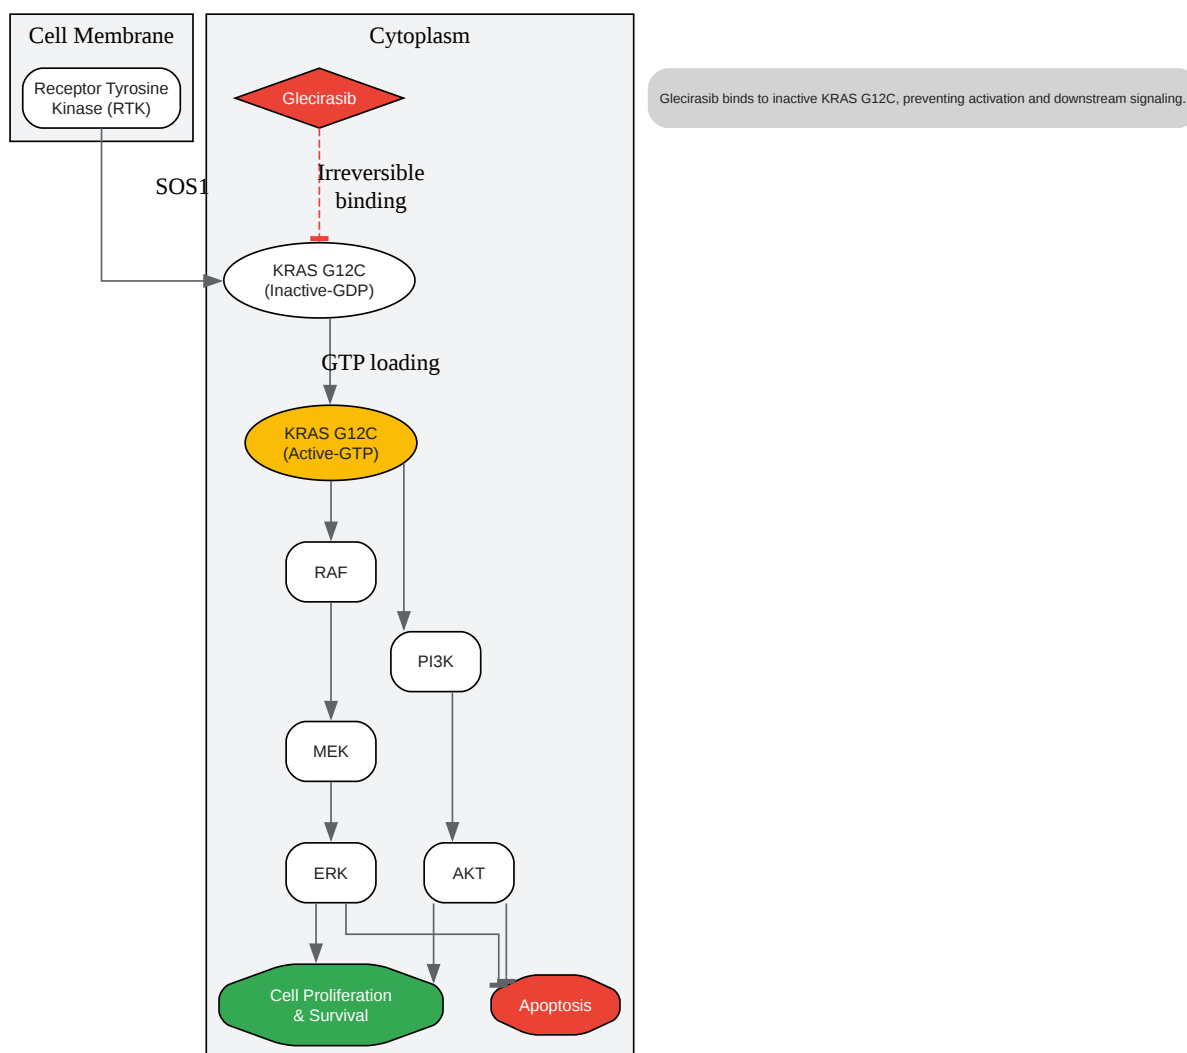 Cell Membrane
Cytoplasm
Receptor Tyrosine
Kinase (RTK)
Glecirasib
Glecirasib binds to inactive KRAS G12C, preventing activation and downstream signaling.
SOS1
Irreversible
binding
KRAS G12C
(Inactive-GDP)
GTP loading
KRAS G12C
(Active-GTP)
RAF
PI3K
MEK
ERK
AKT
Cell Proliferation
& Survival
Apoptosis